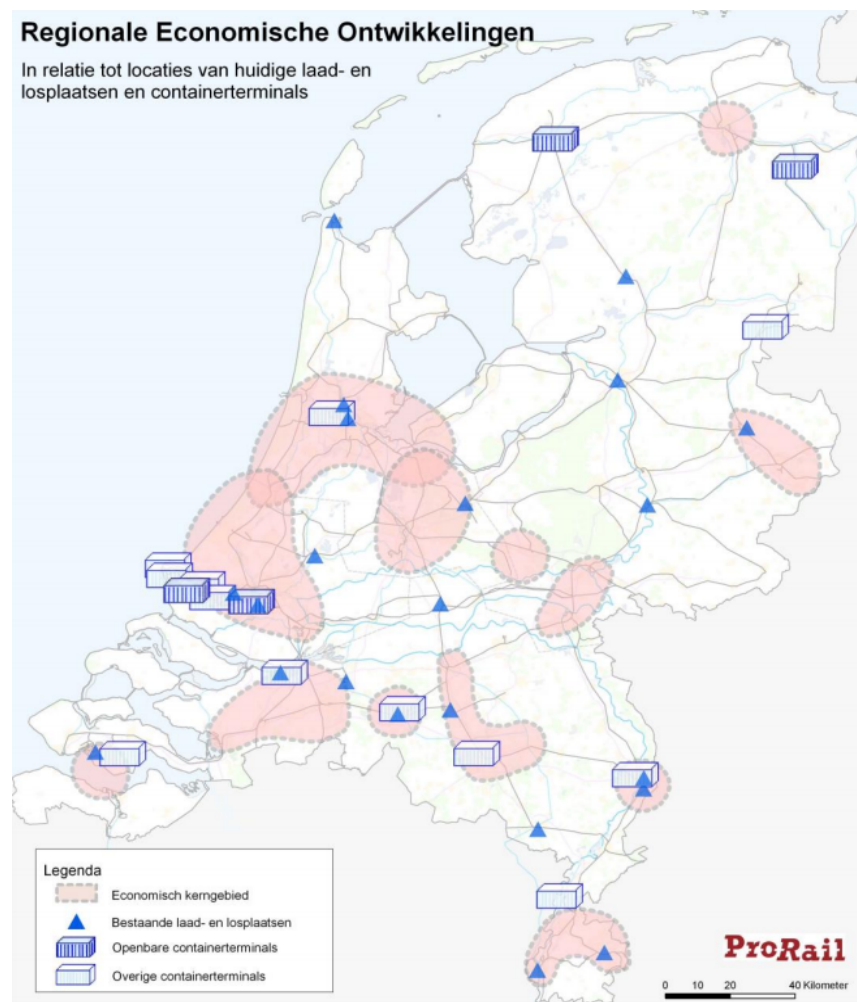 Regionale Economische Ontwikkelingen
In relatie tot locaties van huidige laad- en
losplaatsen en containerterminals
Legenda
Economisch kerngebied
Bestaande laad- en losplaatsen
Openbare containerterminals
Overige containerterminals
ProRail
0 10 20 40 Kilometer